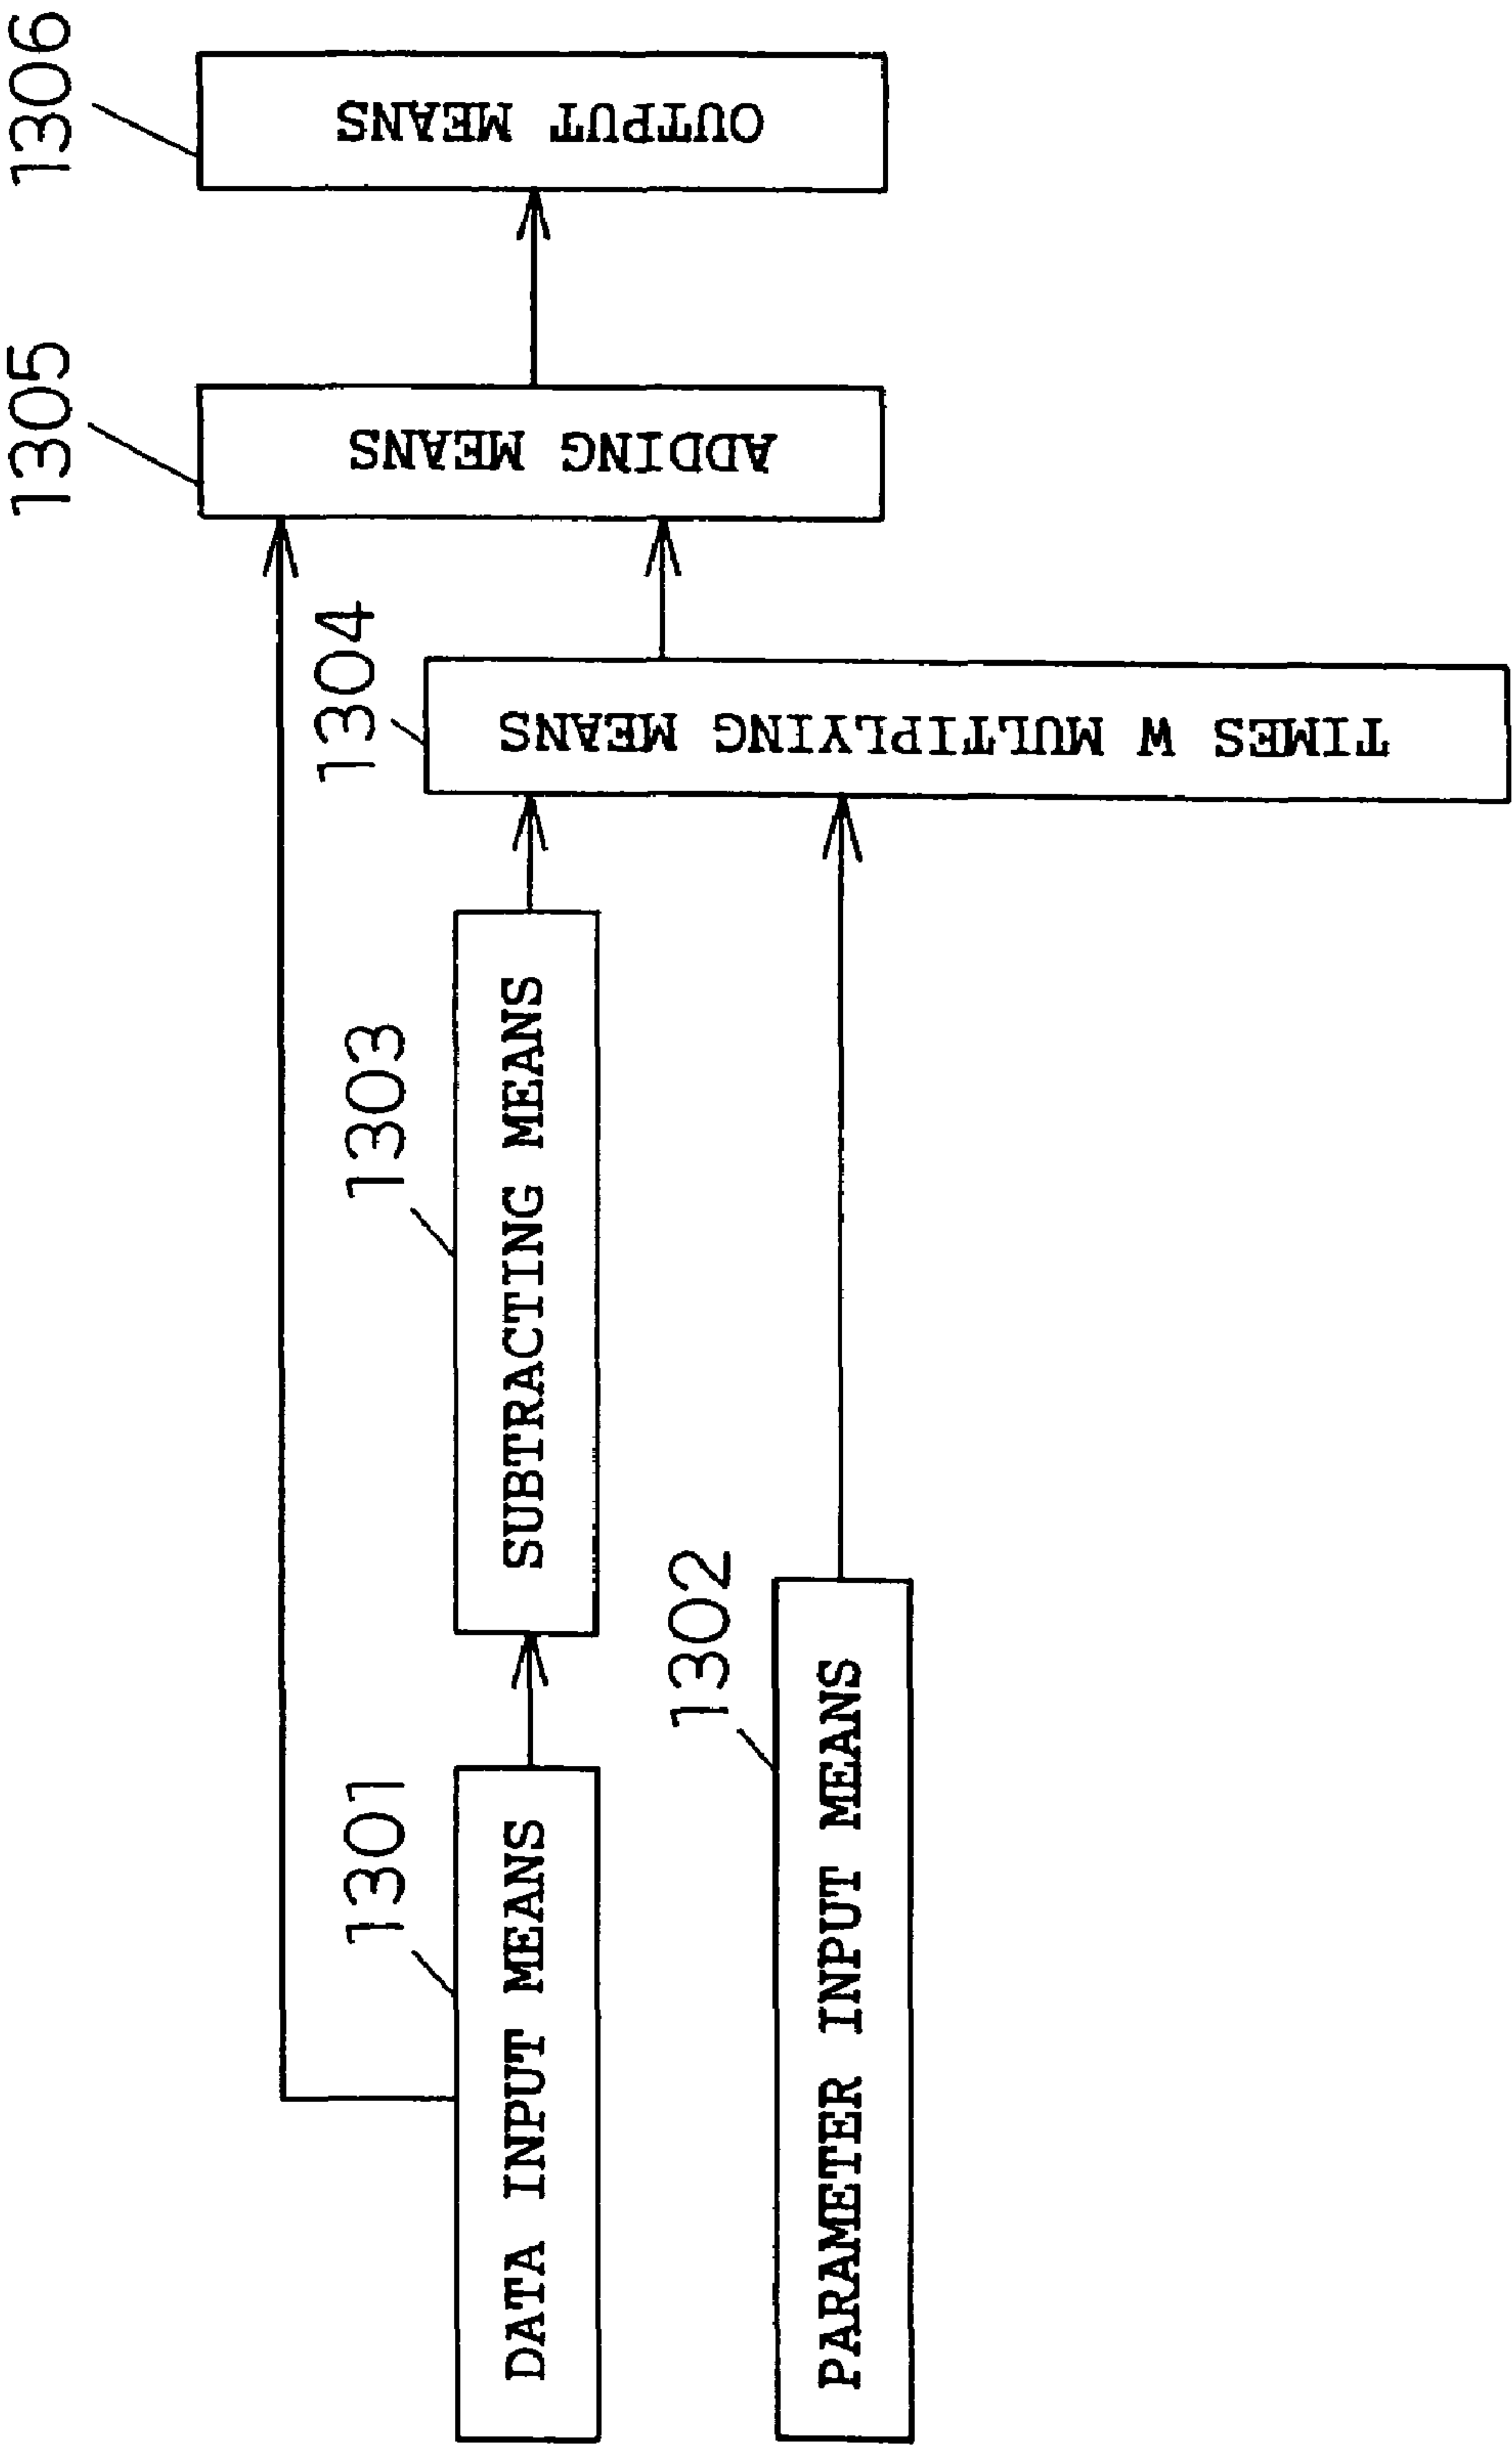 1301
DATA INPUT MEANS
1302
PARAMETER INPUT MEANS
1303
SUBTRACTING MEANS
1304
TIMES W MULTIPLYING MEANS
1305
ADDING MEANS
1306
OUTPUT MEANS